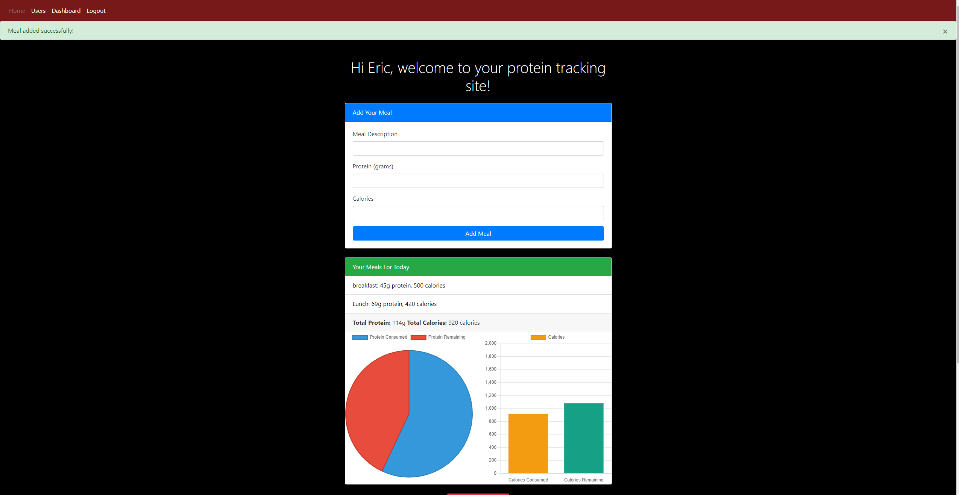 Home Users Dashboard Logout
Meal added successfully!
×
Hi Eric, welcome to your protein tracking
site!
Add Your Meal
Meal Description
Protein (grams)
Calories
Add Meal
Your Meals For Today
breakfast: 45g protein, 500 calories
Lunch: 69g protein, 420 calories
Total Protein: 114g Total Calories: 920 calories
Protein Consumed Protein Remaining
Calories
2,000
1,800
1,600
1,400
1,200
1,000
800
600
400
200
0
Calories Consumed Calories Remaining